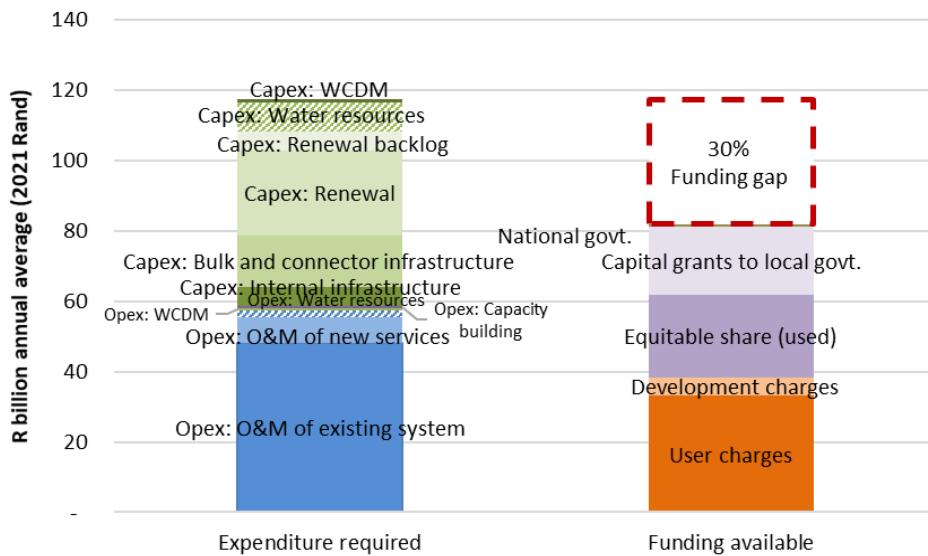 R billion annual average (2021 Rand)
140
120
100
80
60
40
20
-
Capex: WCDM
Capex: Water resources
Capex: Renewal backlog
Capex: Renewal
Capex: Bulk and connector infrastructure
Capex: Internal infrastructure
Opex: Water resources
Opex: WCDM
Opex: Capacity
building
Opex: O&M of new services
Opex: O&M of existing system
30%
Funding gap
National govt.
Capital grants to local govt.
Equitable share (used)
Development charges
User charges
Expenditure required
Funding available